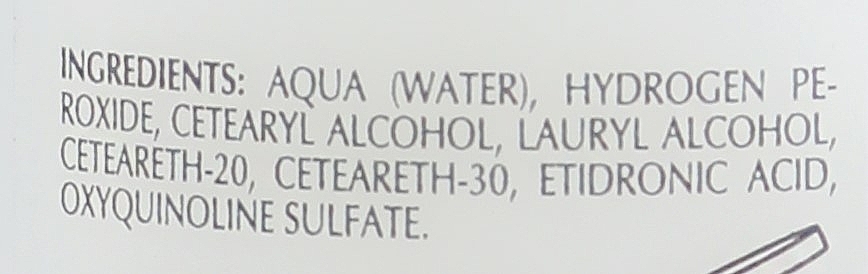 INGREDIENTS: AQUA (WATER), HYDROGEN PE-
ROXIDE, CETEARYL ALCOHOL, LAURYL ALCOHOL,
CETEARETH-20, CETEARETH-30, ETIDRONIC ACID,
OXYQUINOLINE SULFATE.